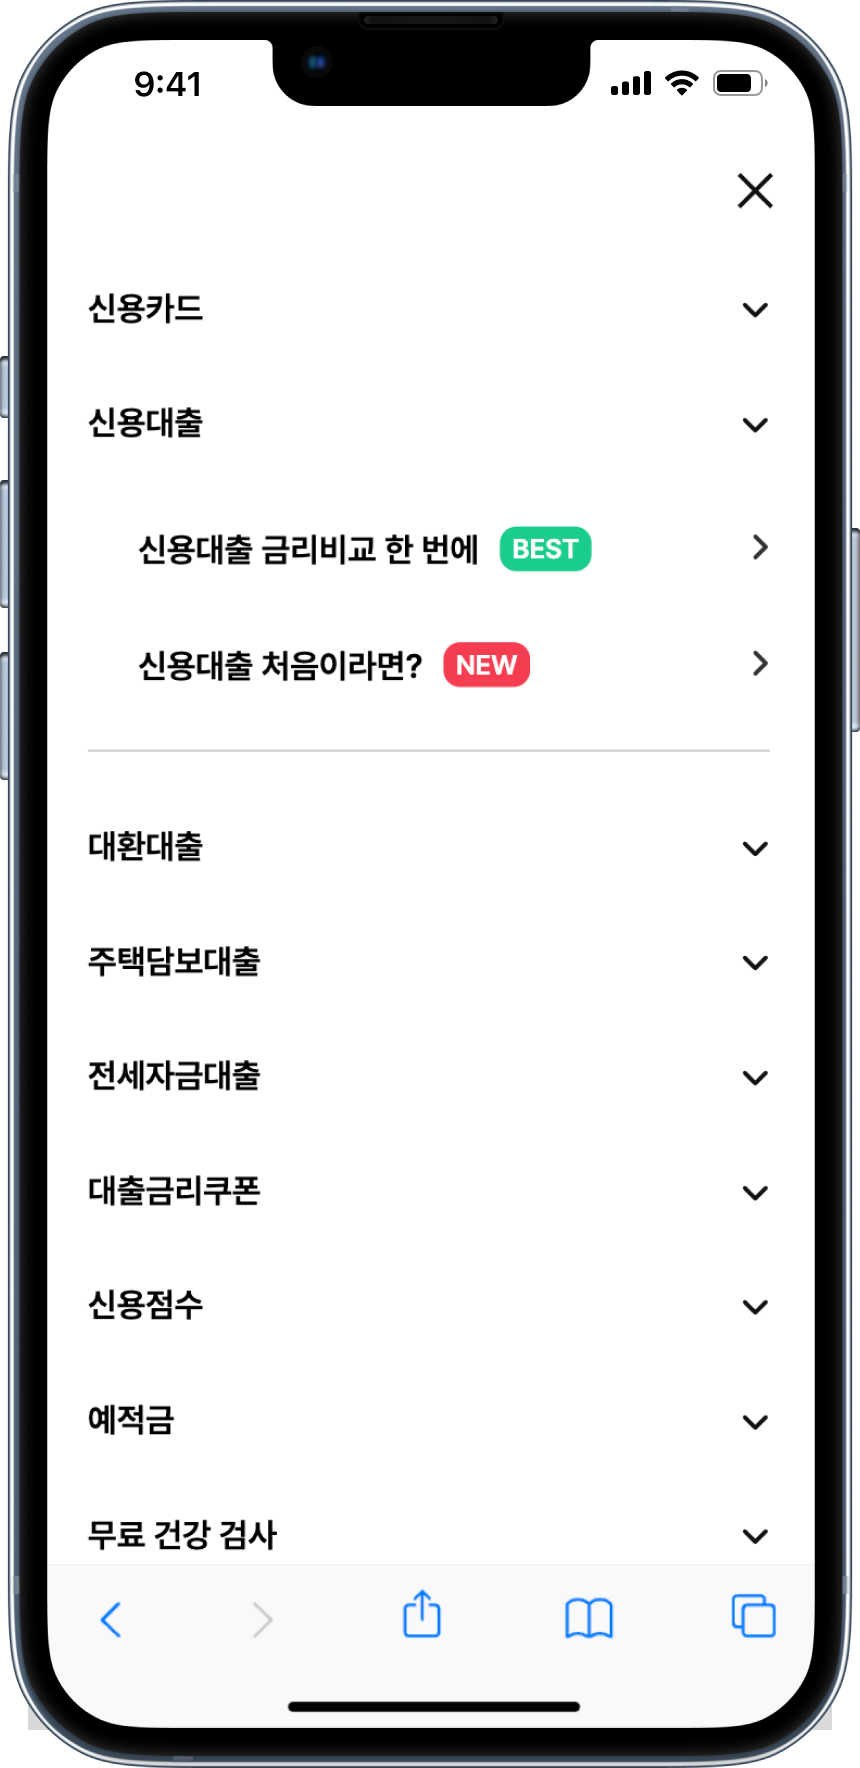 9:41
신용카드
신용대출
신용대출 금리비교 한 번에 BEST
신용대출 처음이라면? NEW
대환대출
주택담보대출
전세자금대출
대출금리쿠폰
신용점수
예적금
무료 건강 검사